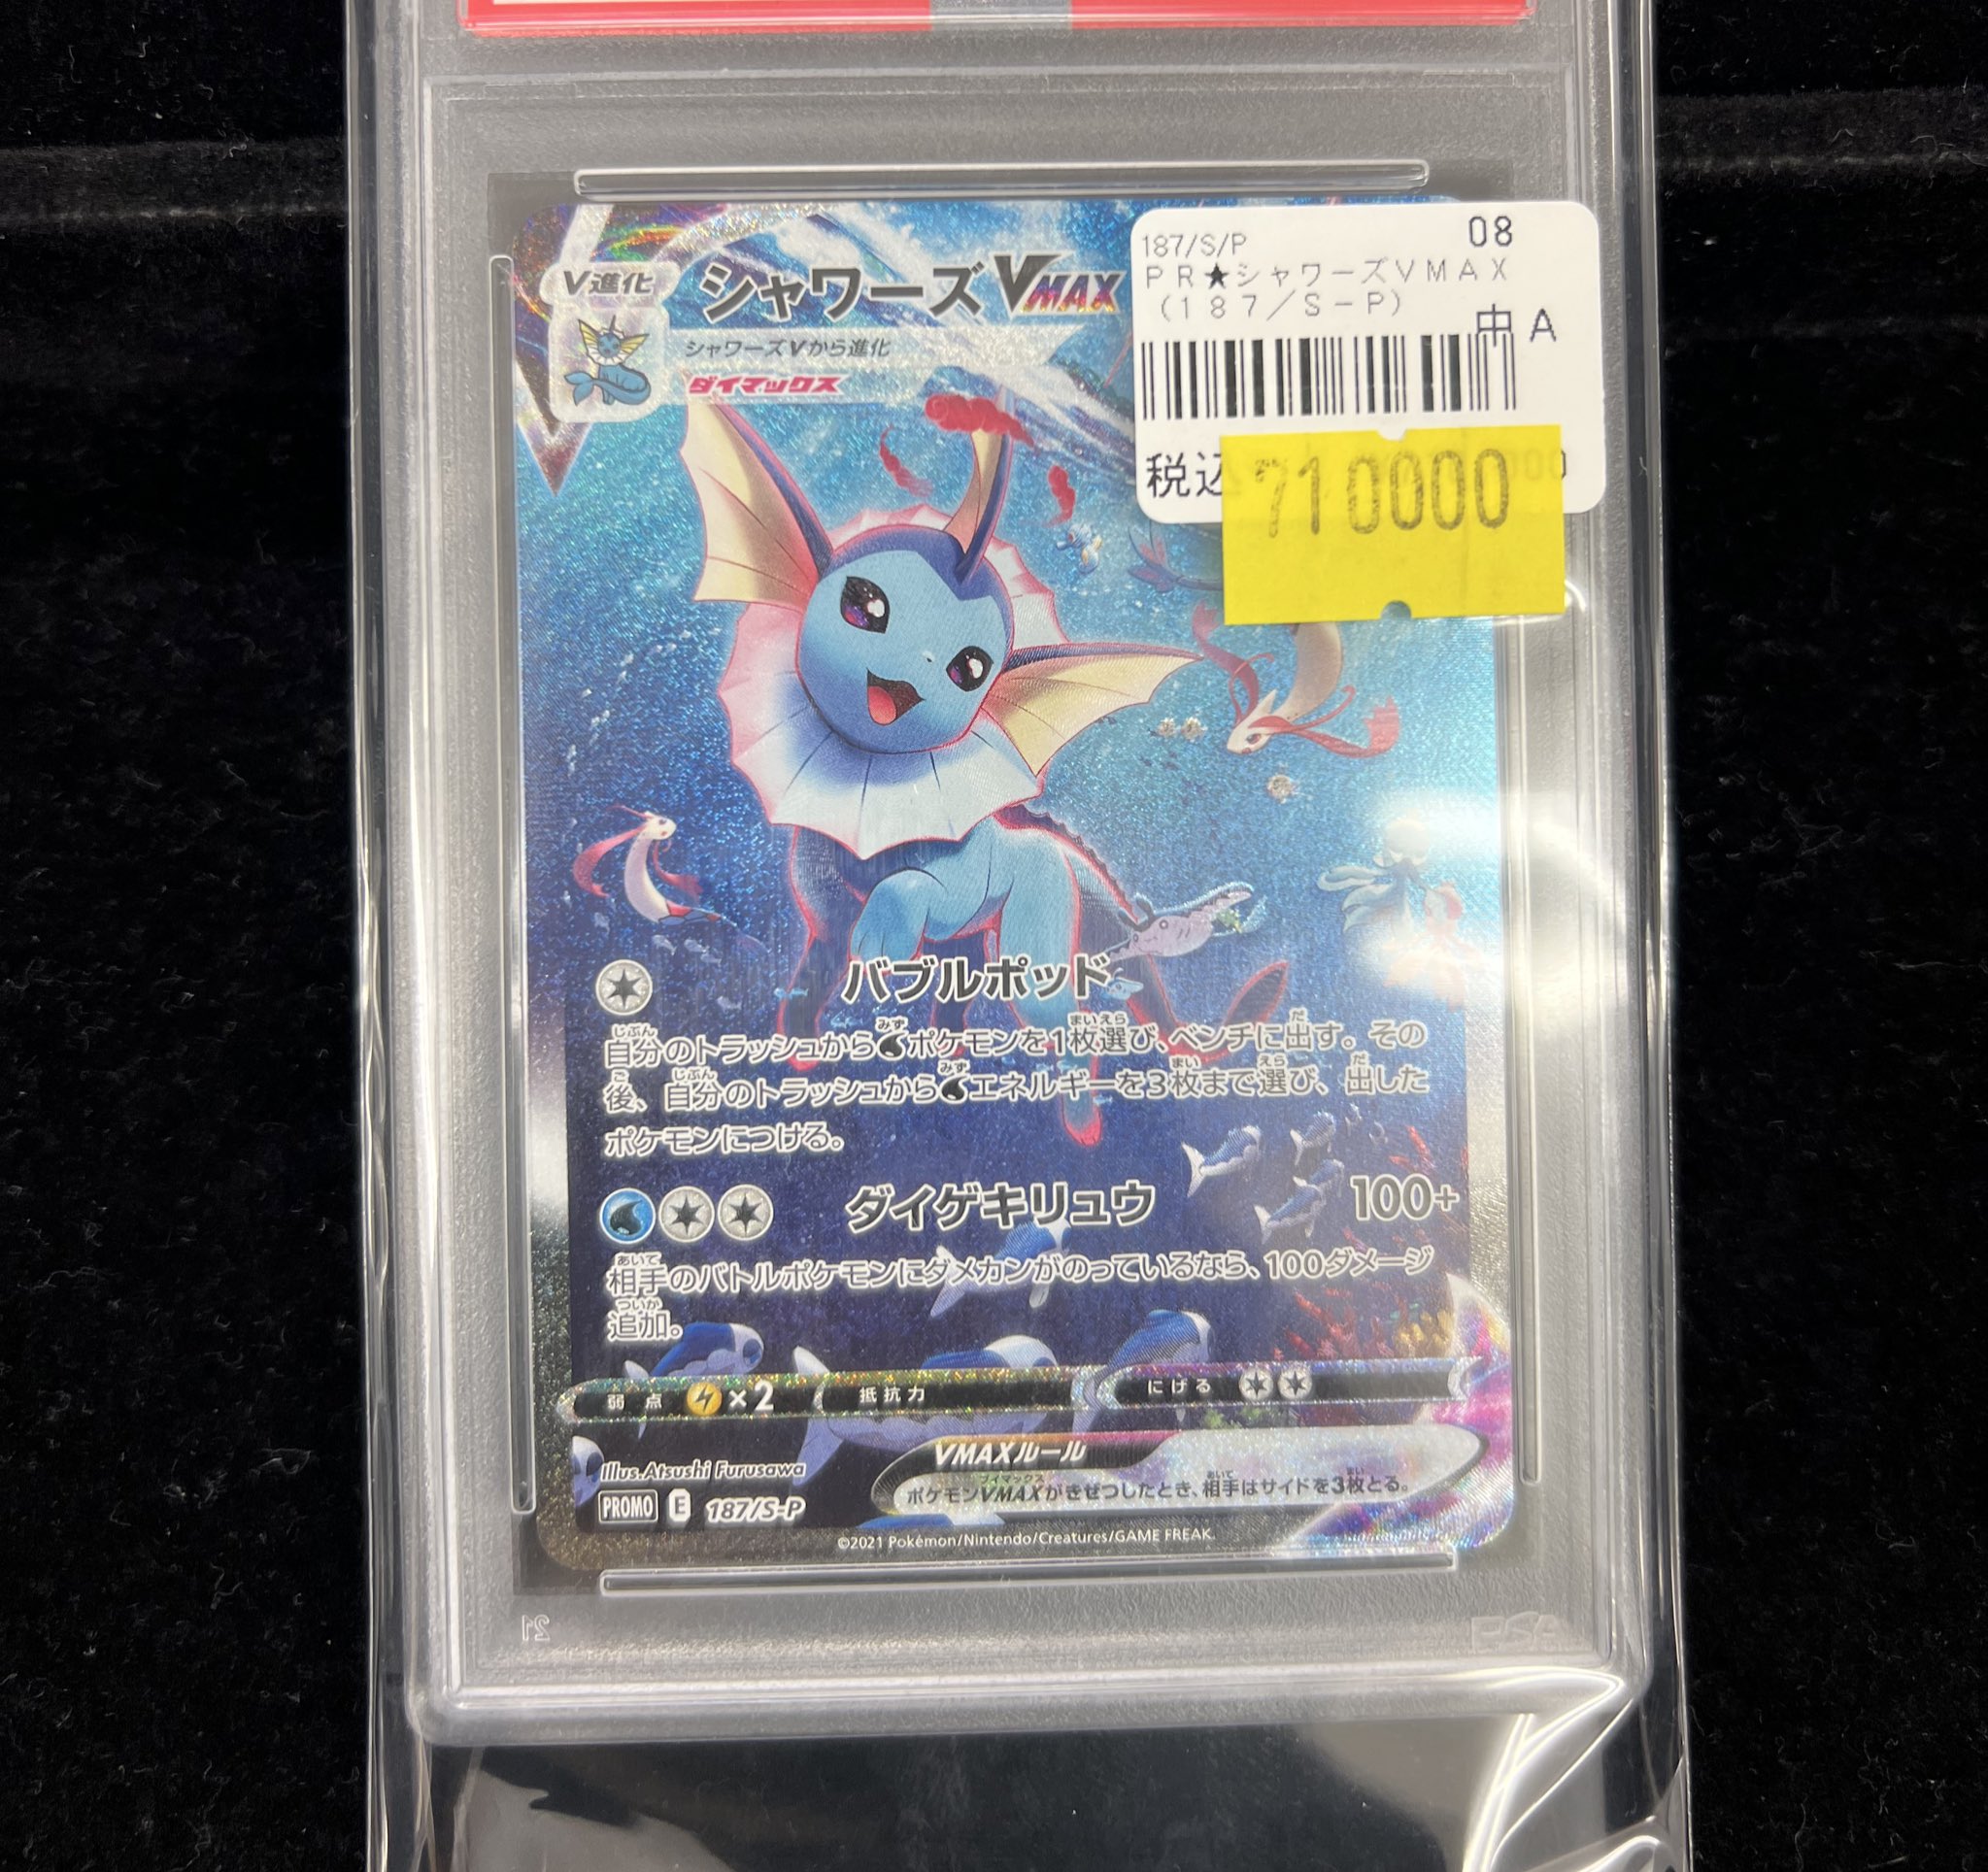 187/S/P 08
PR★シャワーズVMAX
(187/S-P)
中 A
税込
710000
V進化
シャワーズVMAX
シャワーズVから進化
ダイマックス
バブルポッド
自分のトラッシュからポケモンを1枚選び、ベンチに出す。その
後、自分のトラッシュからエネルギーを3枚まで選び、出した
ポケモンにつける。
ダイゲキリュウ 100+
相手のバトルポケモンにダメカンがのっているなら、100ダメージ
追加。
弱点 ×2 抵抗力 にげる
VMAXルール
ポケモンVMAXがきぜつしたとき、相手はサイドを3枚とる。
Illus.Atsushi Furusawa
PROMO E 187/S-P
©2021 Pokémon/Nintendo/Creatures/GAME FREAK.
21 PSA